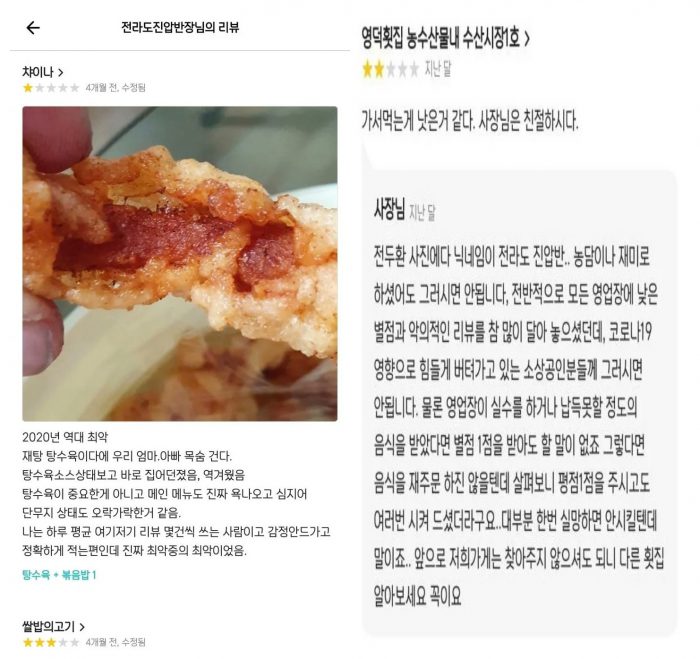 전라도진압반장님의 리뷰
챠이나 >
4개월 전, 수정됨
2020년 역대 최악
재탕 탕수육이다에 우리 엄마.아빠 목숨 건다.
탕수육소스상태보고 바로 집어던졌음, 역겨웠음
탕수육이 중요한게 아니고 메인 메뉴도 진짜 욕나오고 심지어
단무지 상태도 오락가락한거 같음.
나는 하루 평균 여기저기 리뷰 몇건씩 쓰는 사람이고 감정안드가고
정확하게 적는편인데 진짜 최악중의 최악이었음.
탕수육 + 볶음밥 1
쌀밥의고기 >
4개월 전, 수정됨
영덕횟집 농수산물내 수산시장1호 >
지난 달
가서먹는게 낫은거 같다. 사장님은 친절하시다.
사장님 지난 달
전두환 사진에다 닉네임이 전라도 진압반.. 농담이나 재미로
하셨어도 그러시면 안됩니다, 전반적으로 모든 영업장에 낮은
별점과 악의적인 리뷰를 참 많이 달아 놓으셨던데, 코로나19
영향으로 힘들게 버텨가고 있는 소상공인분들께 그러시면
안됩니다. 물론 영업장이 실수를 하거나 납득못할 정도의
음식을 받았다면 별점 1점을 받아도 할 말이 없죠 그렇다면
음식을 재주문 하진 않을텐데 살펴보니 평점1점을 주시고도
여러번 시켜 드셨더라구요..대부분 한번 실망하면 안시킬텐데
말이죠.. 앞으로 저희가게는 찾아주지 않으셔도 되니 다른 횟집
알아보세요 꼭이요